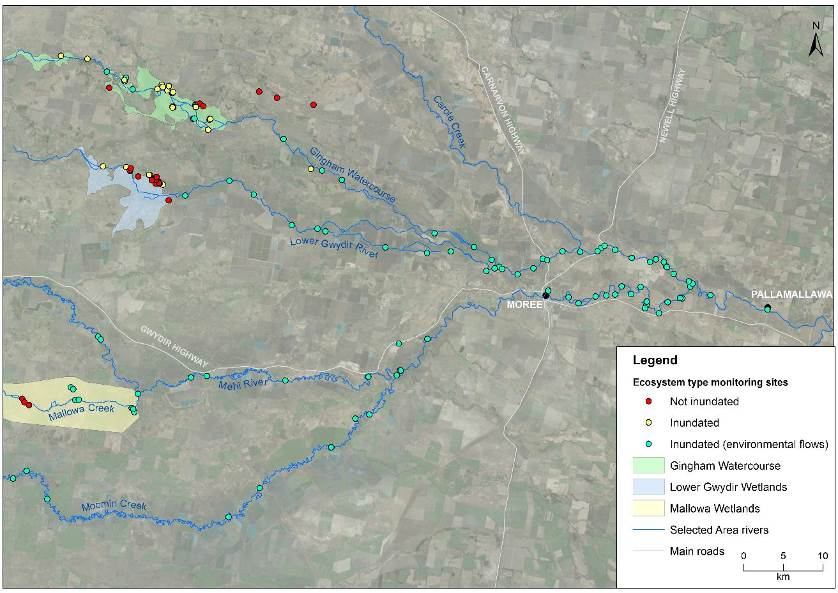 N
CARNARVON HIGHWAY
NEWELL HIGHWAY
Carole Creek
Gingham Watercourse
Lower Gwydir River
PALLAMALLAWA
MOREE
GWYDIR HIGHWAY
Mehi River
Mallowa Creek
Moomin Creek
Legend
Ecosystem type monitoring sites
Not inundated
Inundated
Inundated (environmental flows)
Gingham Watercourse
Lower Gwydir Wetlands
Mallowa Wetlands
Selected Area rivers
Main roads
0 5 10
km